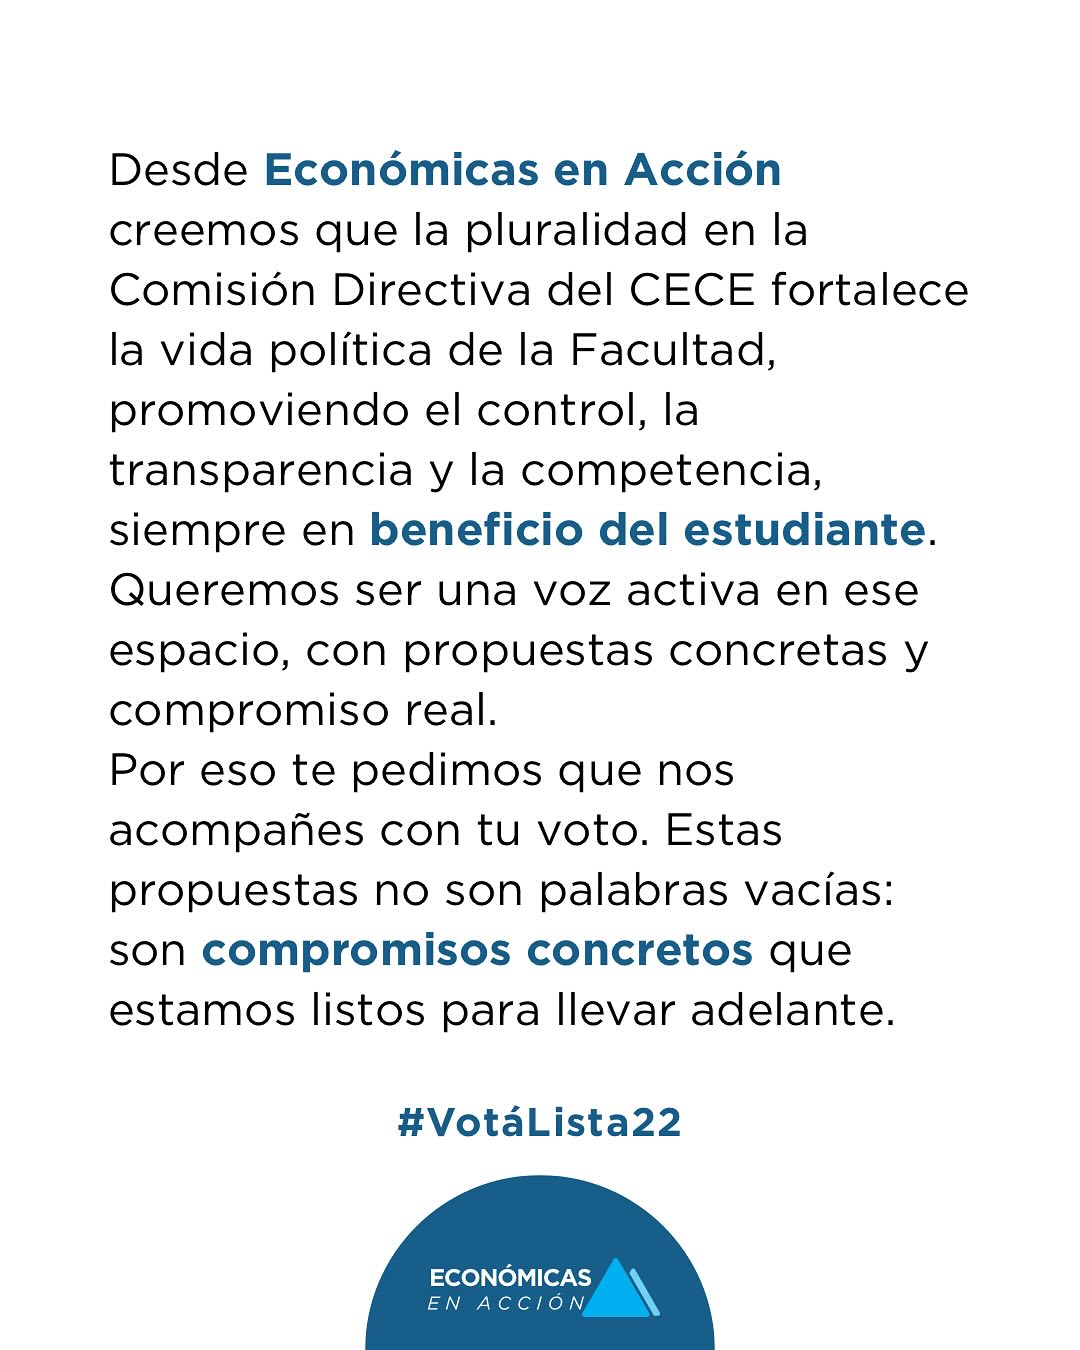 Desde Económicas en Acción
creemos que la pluralidad en la
Comisión Directiva del CECE fortalece
la vida política de la Facultad,
promoviendo el control, la
transparencia y la competencia,
siempre en beneficio del estudiante.
Queremos ser una voz activa en ese
espacio, con propuestas concretas y
compromiso real.
Por eso te pedimos que nos
acompañes con tu voto. Estas
propuestas no son palabras vacías:
son compromisos concretos que
estamos listos para llevar adelante.
#VotáLista22
ECONÓMICAS
EN ACCIÓN